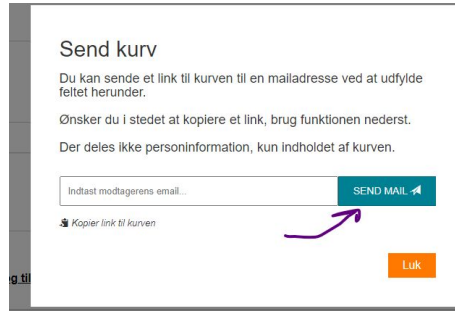 Send kurv
Du kan sende et link til kurven til en mailadresse ved at udfylde
feltet herunder.
Ønsker du i stedet at kopiere et link, brug funktionen nederst.
Der deles ikke personinformation, kun indholdet af kurven.
Indtast modtagerens email...
SEND MAIL
Kopier link til kurven
Luk
g til